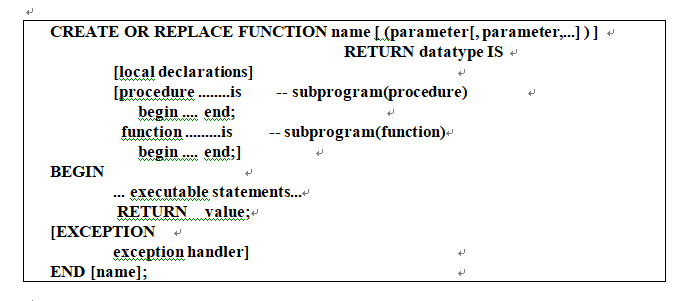 CREATE OR REPLACE FUNCTION name [ (parameter[, parameter,...] ) ]
RETURN datatype IS
[local declarations]
[procedure ........is -- subprogram(procedure)
begin .... end;
function .........is -- subprogram(function)
begin .... end;]
BEGIN
... executable statements...
RETURN value;
[EXCEPTION
exception handler]
END [name];